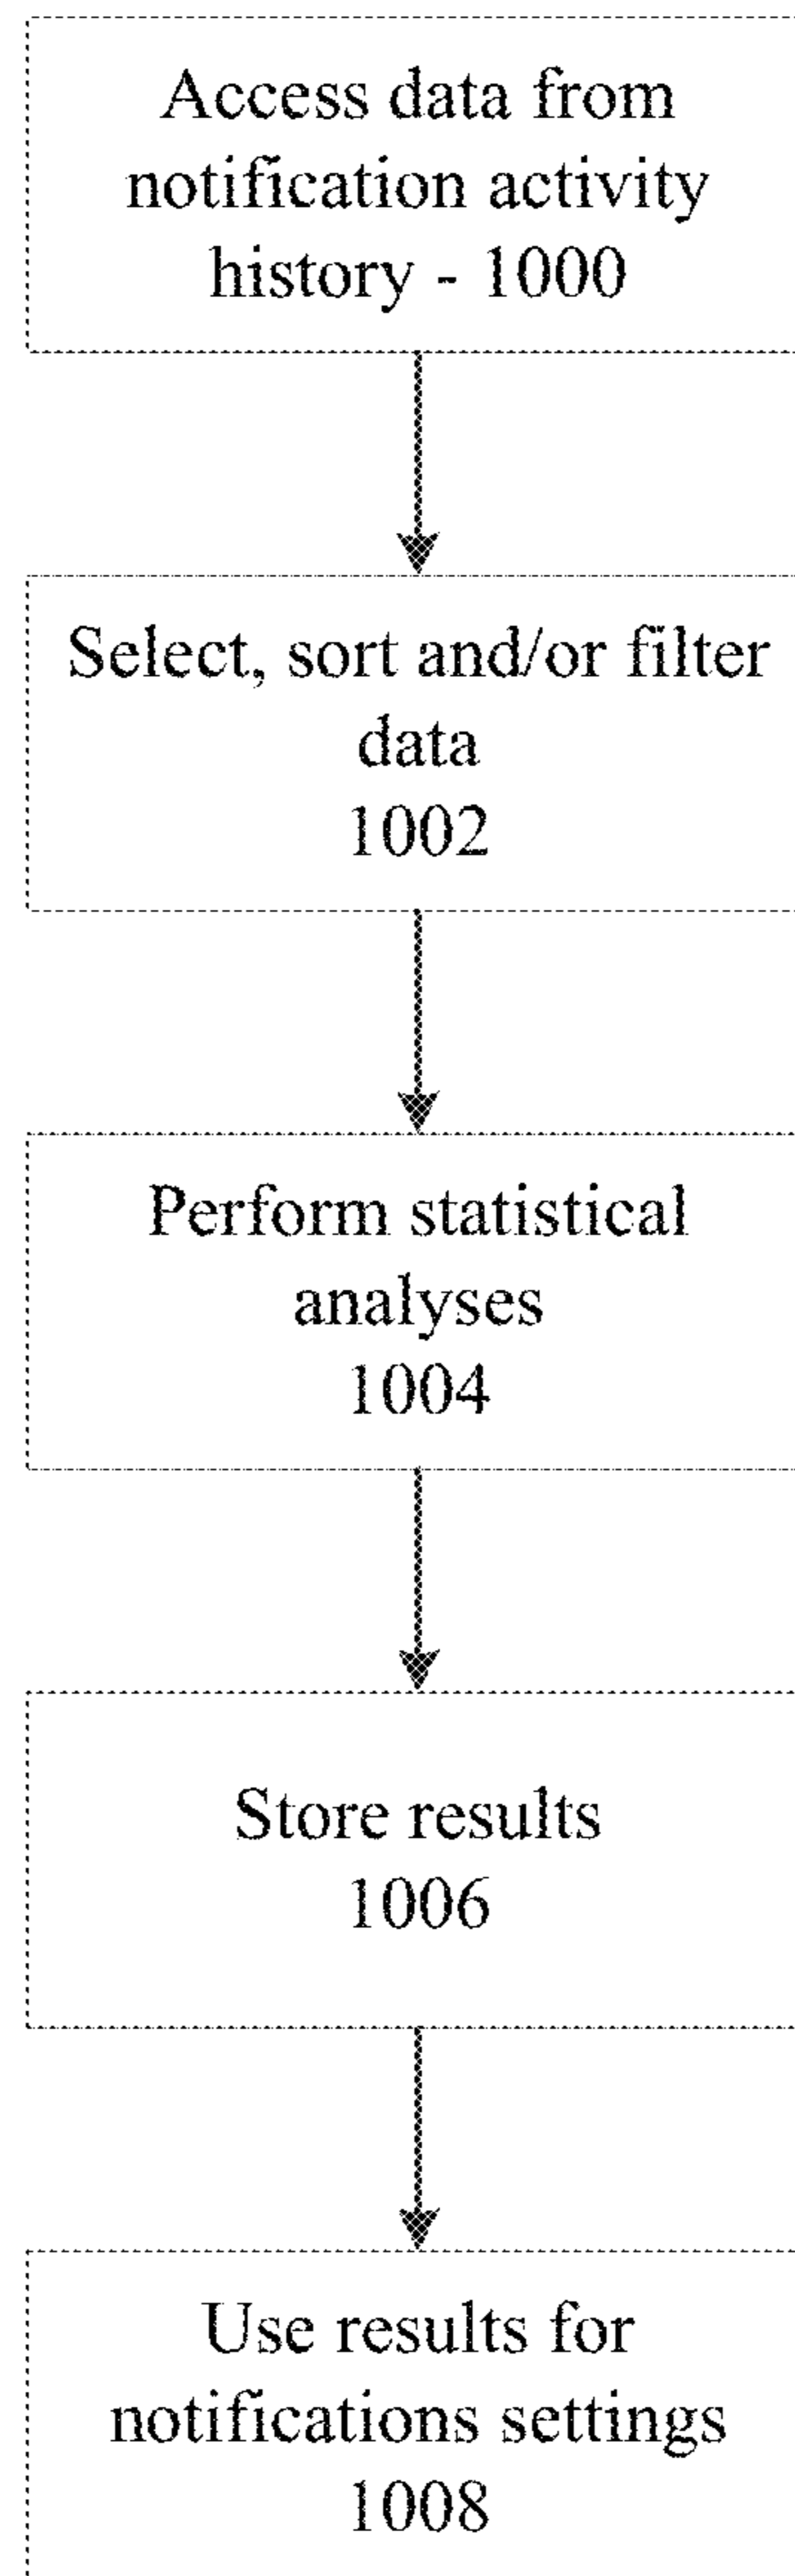 Access data from
notification activity
history - 1000
Select, sort and/or filter
data
1002
Perform statistical
analyses
1004
Store results
1006
Use results for
notifications settings
1008